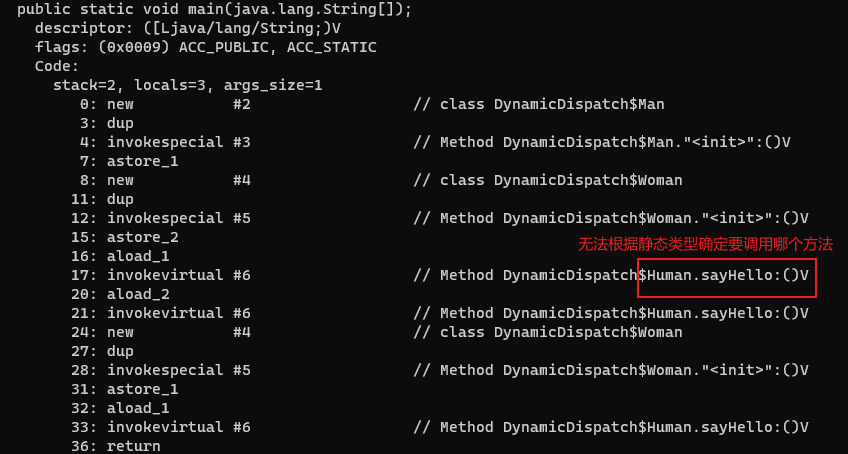 public static void main(java.lang.String[]);
descriptor: ([Ljava/lang/String;)V
flags: (0x0009) ACC_PUBLIC, ACC_STATIC
Code:
stack=2, locals=3, args_size=1
0: new #2 // class DynamicDispatch$Man
3: dup
4: invokespecial #3 // Method DynamicDispatch$Man."<init>":()V
7: astore_1
8: new #4 // class DynamicDispatch$Woman
11: dup
12: invokespecial #5 // Method DynamicDispatch$Woman."<init>":()V
15: astore_2
无法根据静态类型确定要调用哪个方法
16: aload_1
17: invokevirtual #6 // Method DynamicDispatch$Human.sayHello:()V
20: aload_2
21: invokevirtual #6 // Method DynamicDispatch$Human.sayHello:()V
24: new #4 // class DynamicDispatch$Woman
27: dup
28: invokespecial #5 // Method DynamicDispatch$Woman."<init>":()V
31: astore_1
32: aload_1
33: invokevirtual #6 // Method DynamicDispatch$Human.sayHello:()V
36: return